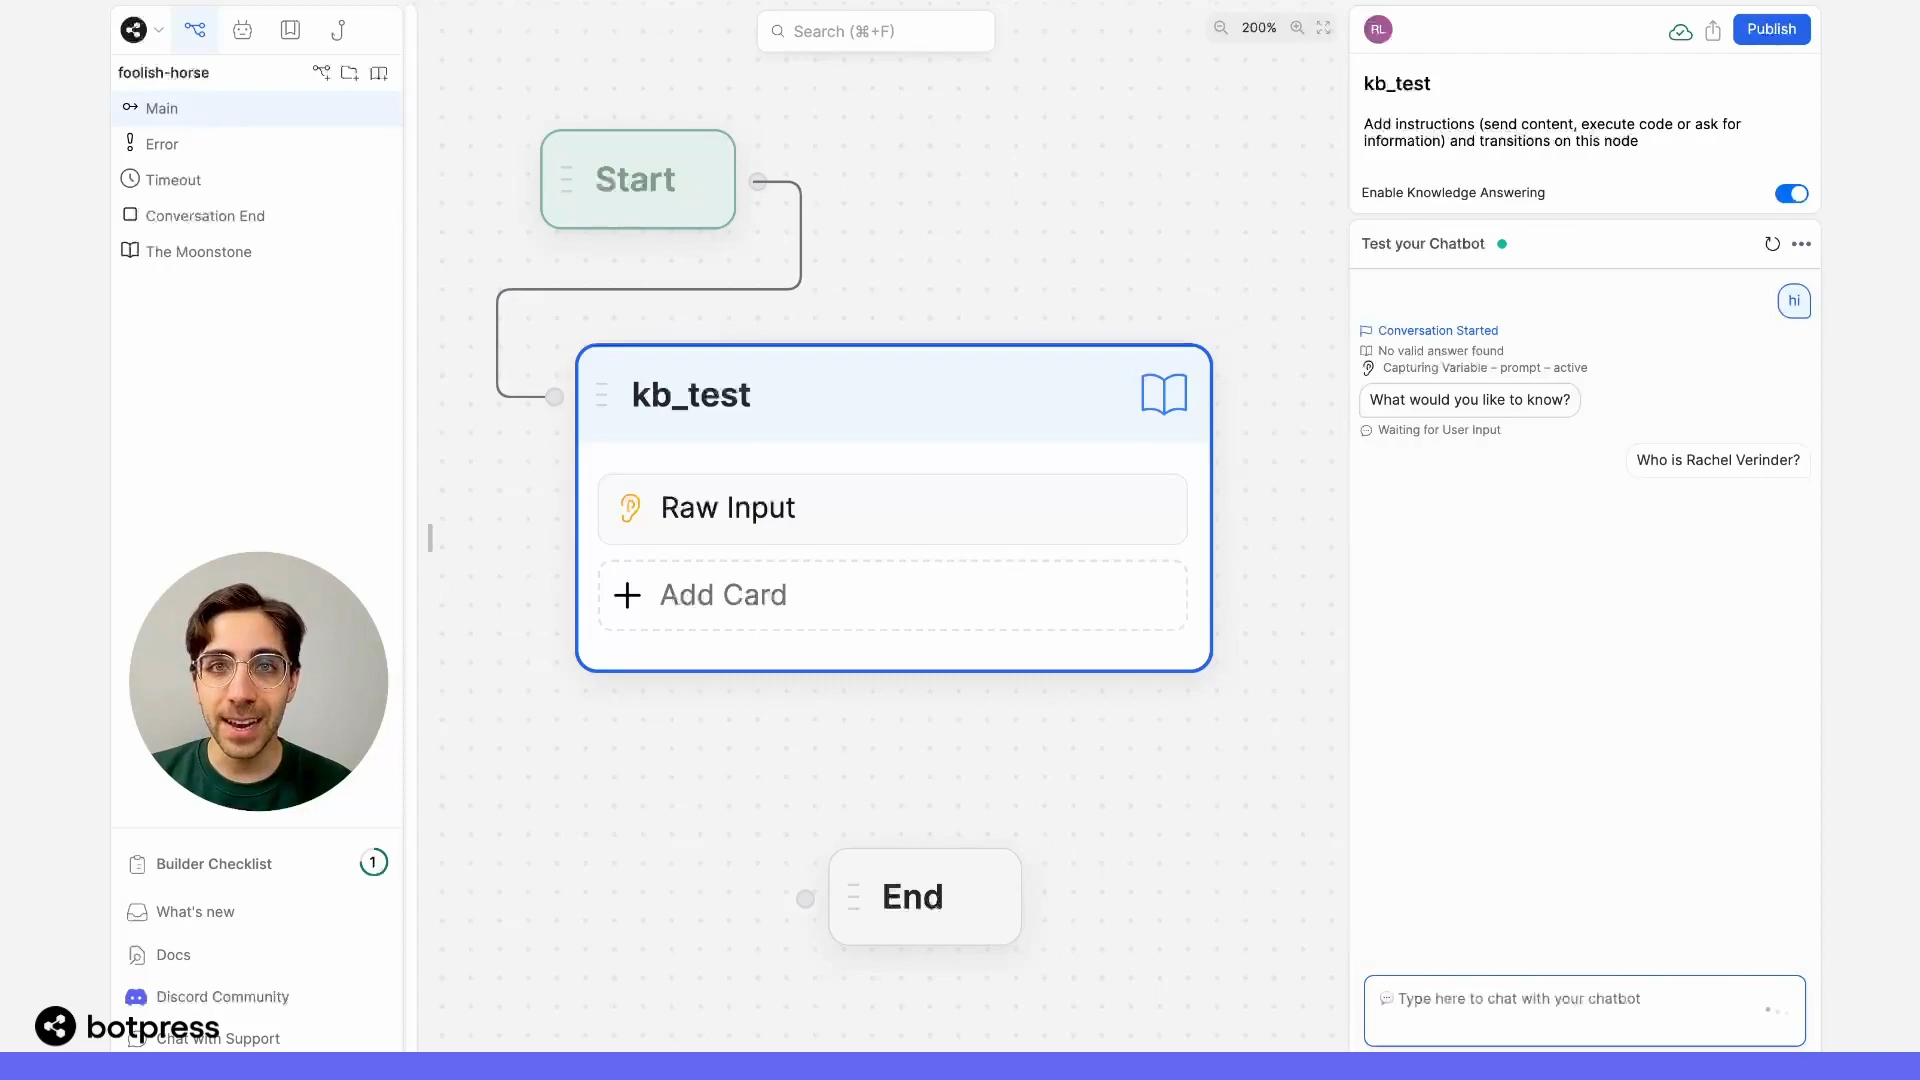 foolish-horse
Main
Error
Timeout
Conversation End
The Moonstone
Builder Checklist
1
What's new
Docs
Discord Community
Chat with Support
botpress
Search (⌘+F)
200%
Start
kb_test
Raw Input
Add Card
End
RL
Publish
kb_test
Add instructions (send content, execute code or ask for
information) and transitions on this node
Enable Knowledge Answering
Test your Chatbot
hi
Conversation Started
No valid answer found
Capturing Variable – prompt – active
What would you like to know?
Waiting for User Input
Who is Rachel Verinder?
Type here to chat with your chatbot